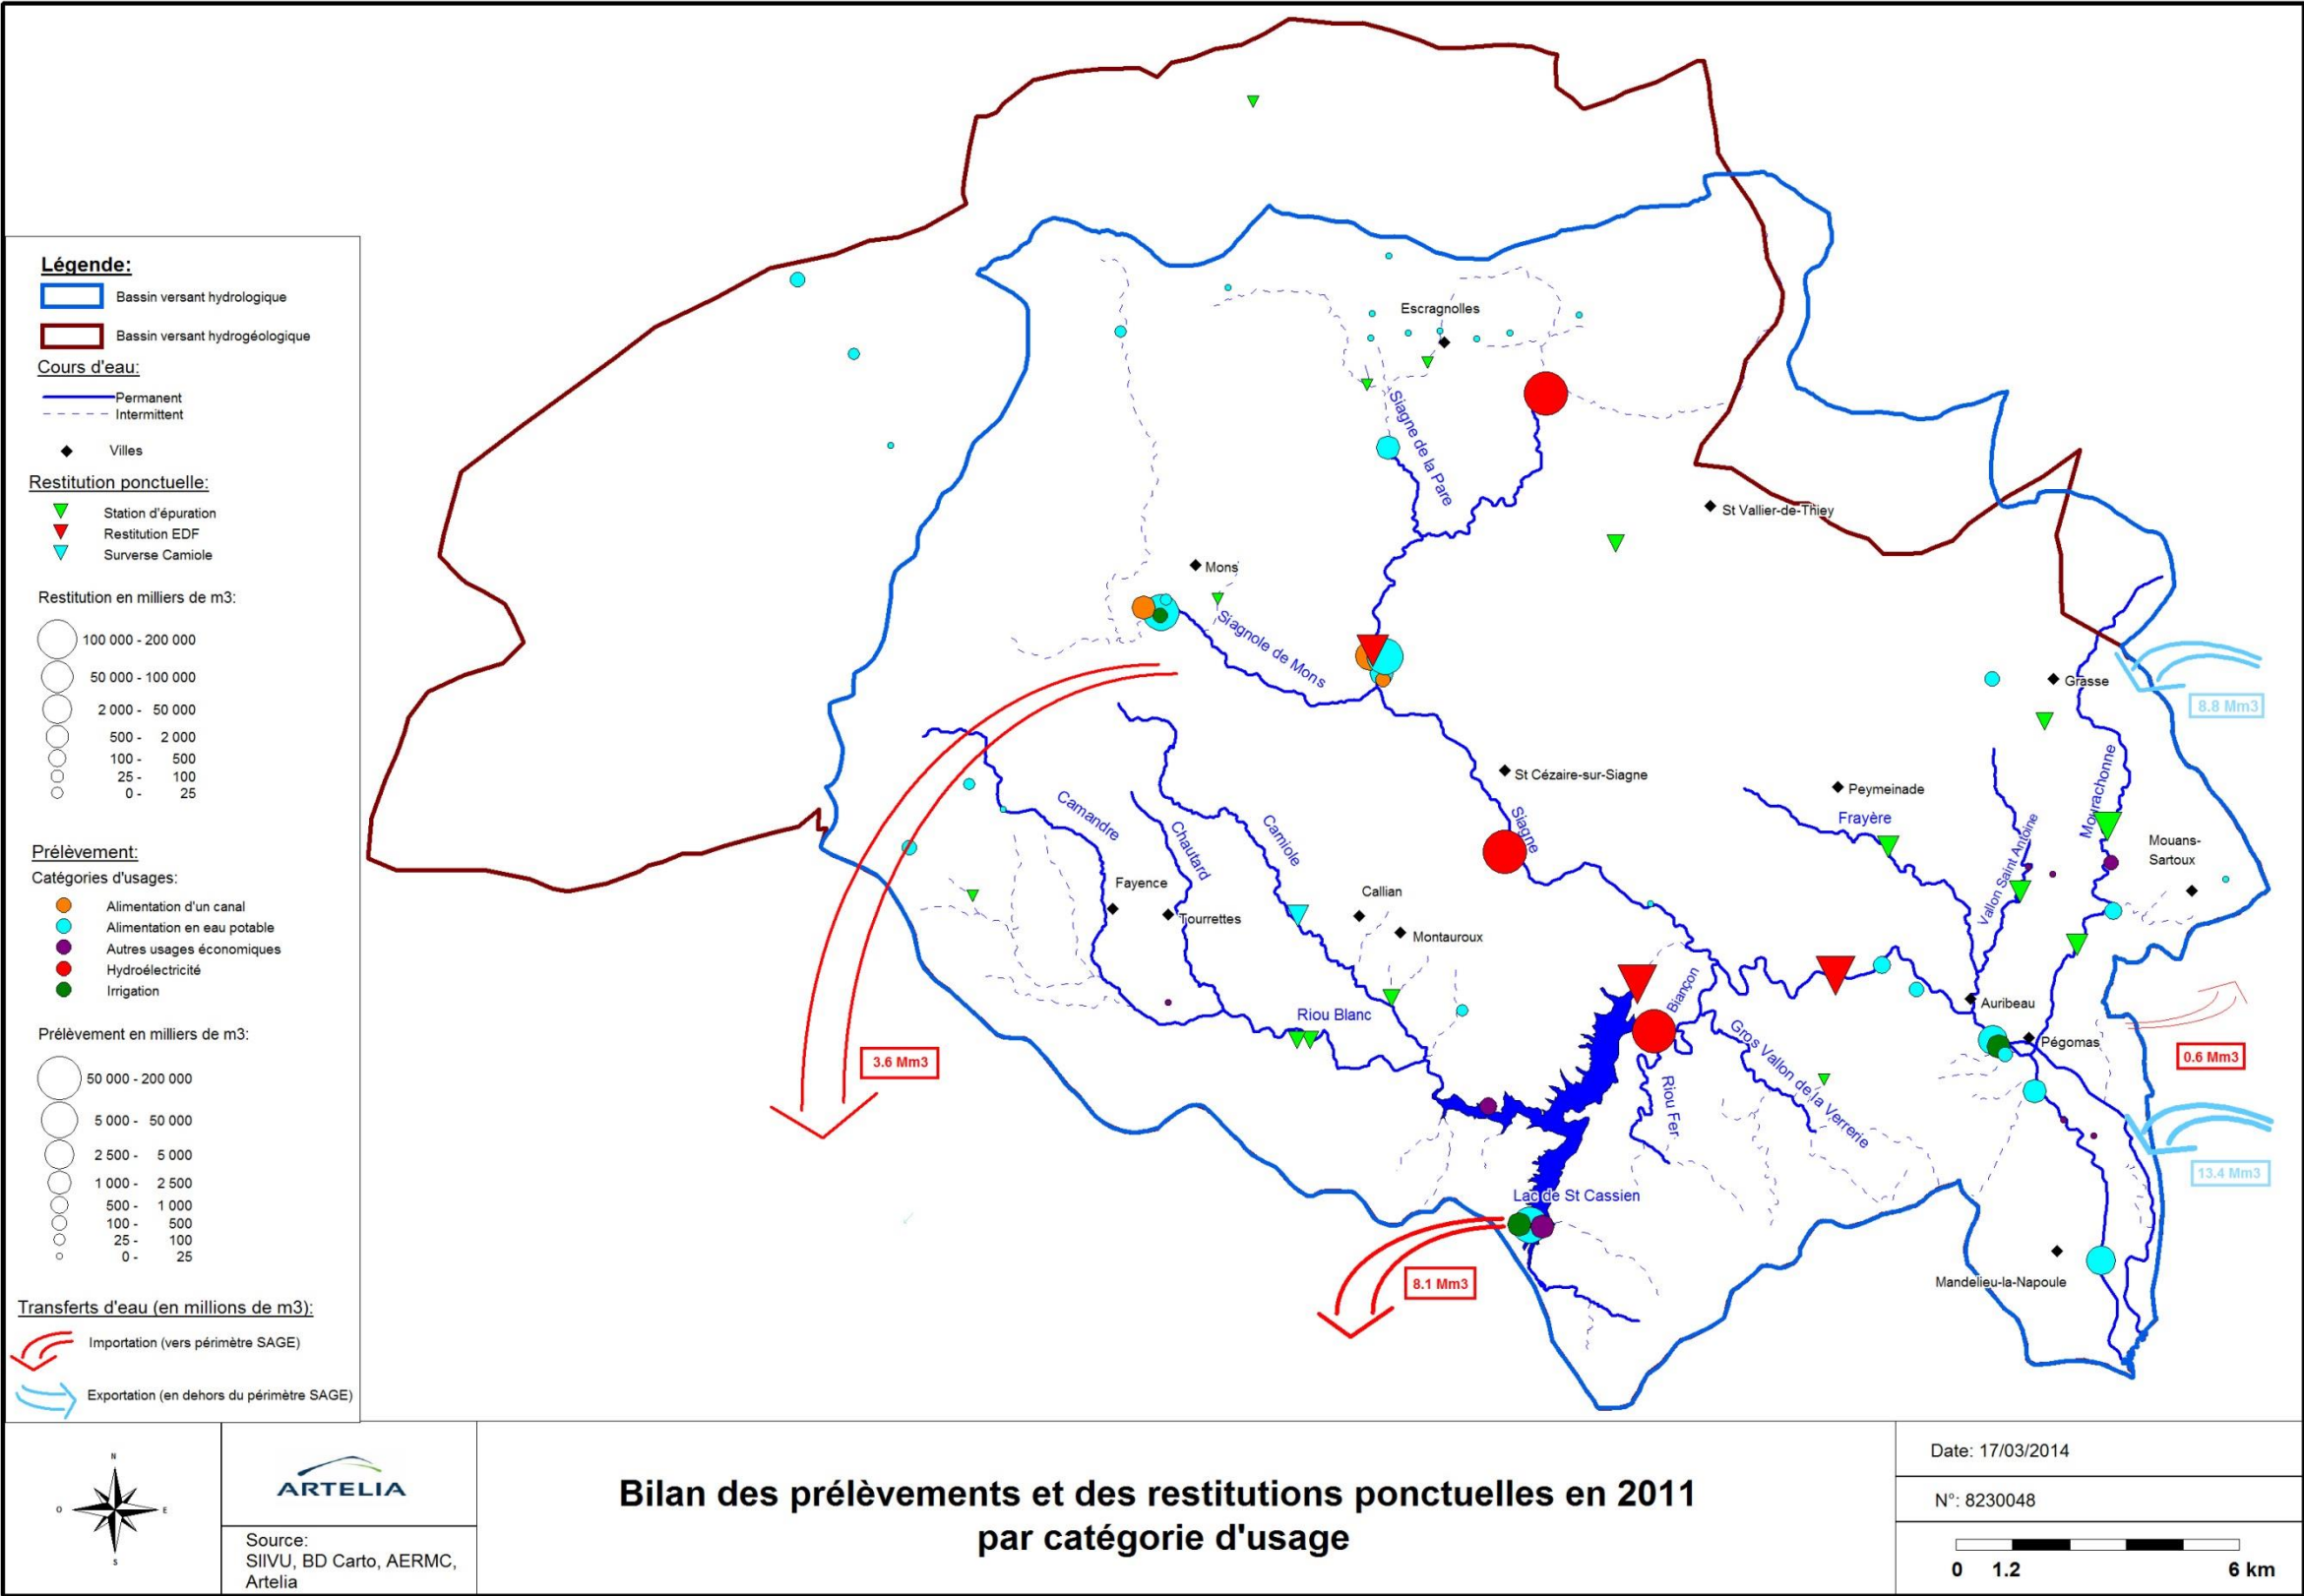 Légende:
Bassin versant hydrologique
Bassin versant hydrogéologique
Cours d'eau:
Permanent
Intermittent
Villes
Restitution ponctuelle:
Station d'épuration
Restitution EDF
Surverse Camiole
Restitution en milliers de m3:
100 000 - 200 000
50 000 - 100 000
2 000 - 50 000
500 - 2 000
100 - 500
25 - 100
0 - 25
Prélèvement:
Catégories d'usages:
Alimentation d'un canal
Alimentation en eau potable
Autres usages économiques
Hydroélectricité
Irrigation
Prélèvement en milliers de m3:
50 000 - 200 000
5 000 - 50 000
2 500 - 5 000
1 000 - 2 500
500 - 1 000
100 - 500
25 - 100
0 - 25
Transferts d'eau (en millions de m3):
Importation (vers périmètre SAGE)
Exportation (en dehors du périmètre SAGE)
Escragnolles
Siagne de la Pare
St Vallier-de-Thiey
Mons
Siagnole de Mons
Grasse
8.8 Mm3
St Cézaire-sur-Siagne
Siagne
Peymeinade
Frayère
Vallon Saint Antoine
Mourachonne
Mouans-
Sartoux
Camandre
Chautard
Camiole
Fayence
Tourrettes
Callian
Montauroux
Riou Blanc
Biançon
Auribeau
Pégomas
Gros Vallon de la Verrerie
Riou Fer
3.6 Mm3
0.6 Mm3
13.4 Mm3
Lac de St Cassien
8.1 Mm3
Mandelieu-la-Napoule
N
O
E
S
ARTELIA
Source:
SIIVU, BD Carto, AERMC,
Artelia
Bilan des prélèvements et des restitutions ponctuelles en 2011
par catégorie d'usage
Date: 17/03/2014
N°: 8230048
0 1.2 6 km